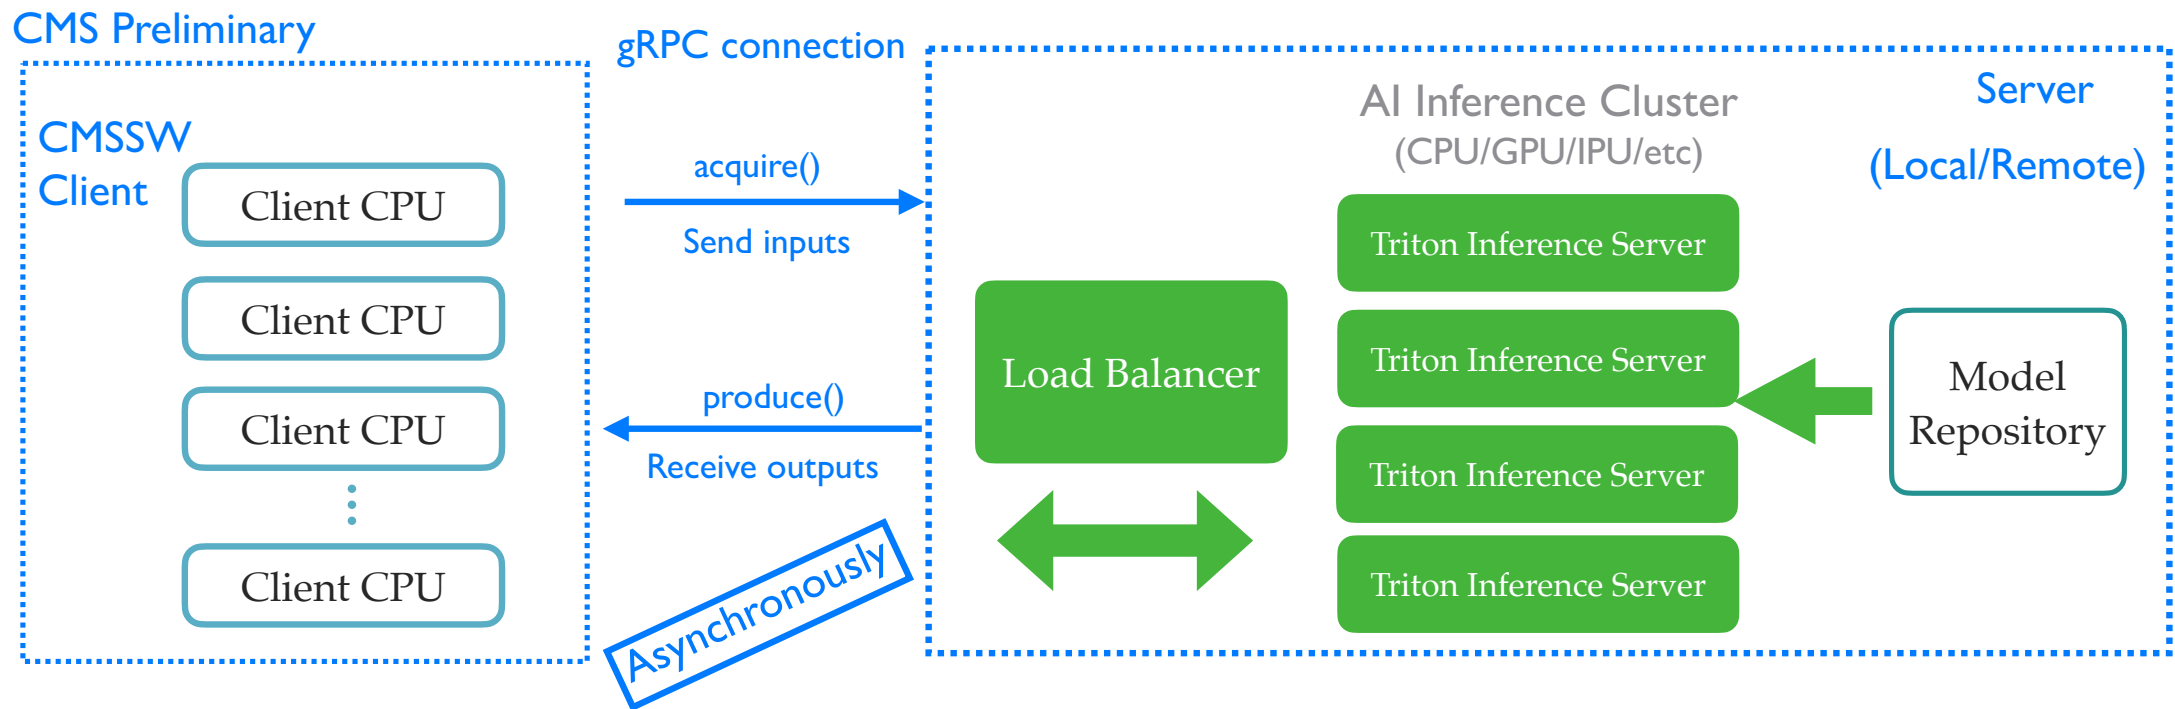 CMS Preliminary
CMSSW
Client
Client CPU
Client CPU
Client CPU
Client CPU
gRPC connection
acquire()
Send inputs
produce()
Receive outputs
Asynchronously
Server
(Local/Remote)
AI Inference Cluster
(CPU/GPU/IPU/etc)
Load Balancer
Triton Inference Server
Triton Inference Server
Triton Inference Server
Triton Inference Server
Model
Repository